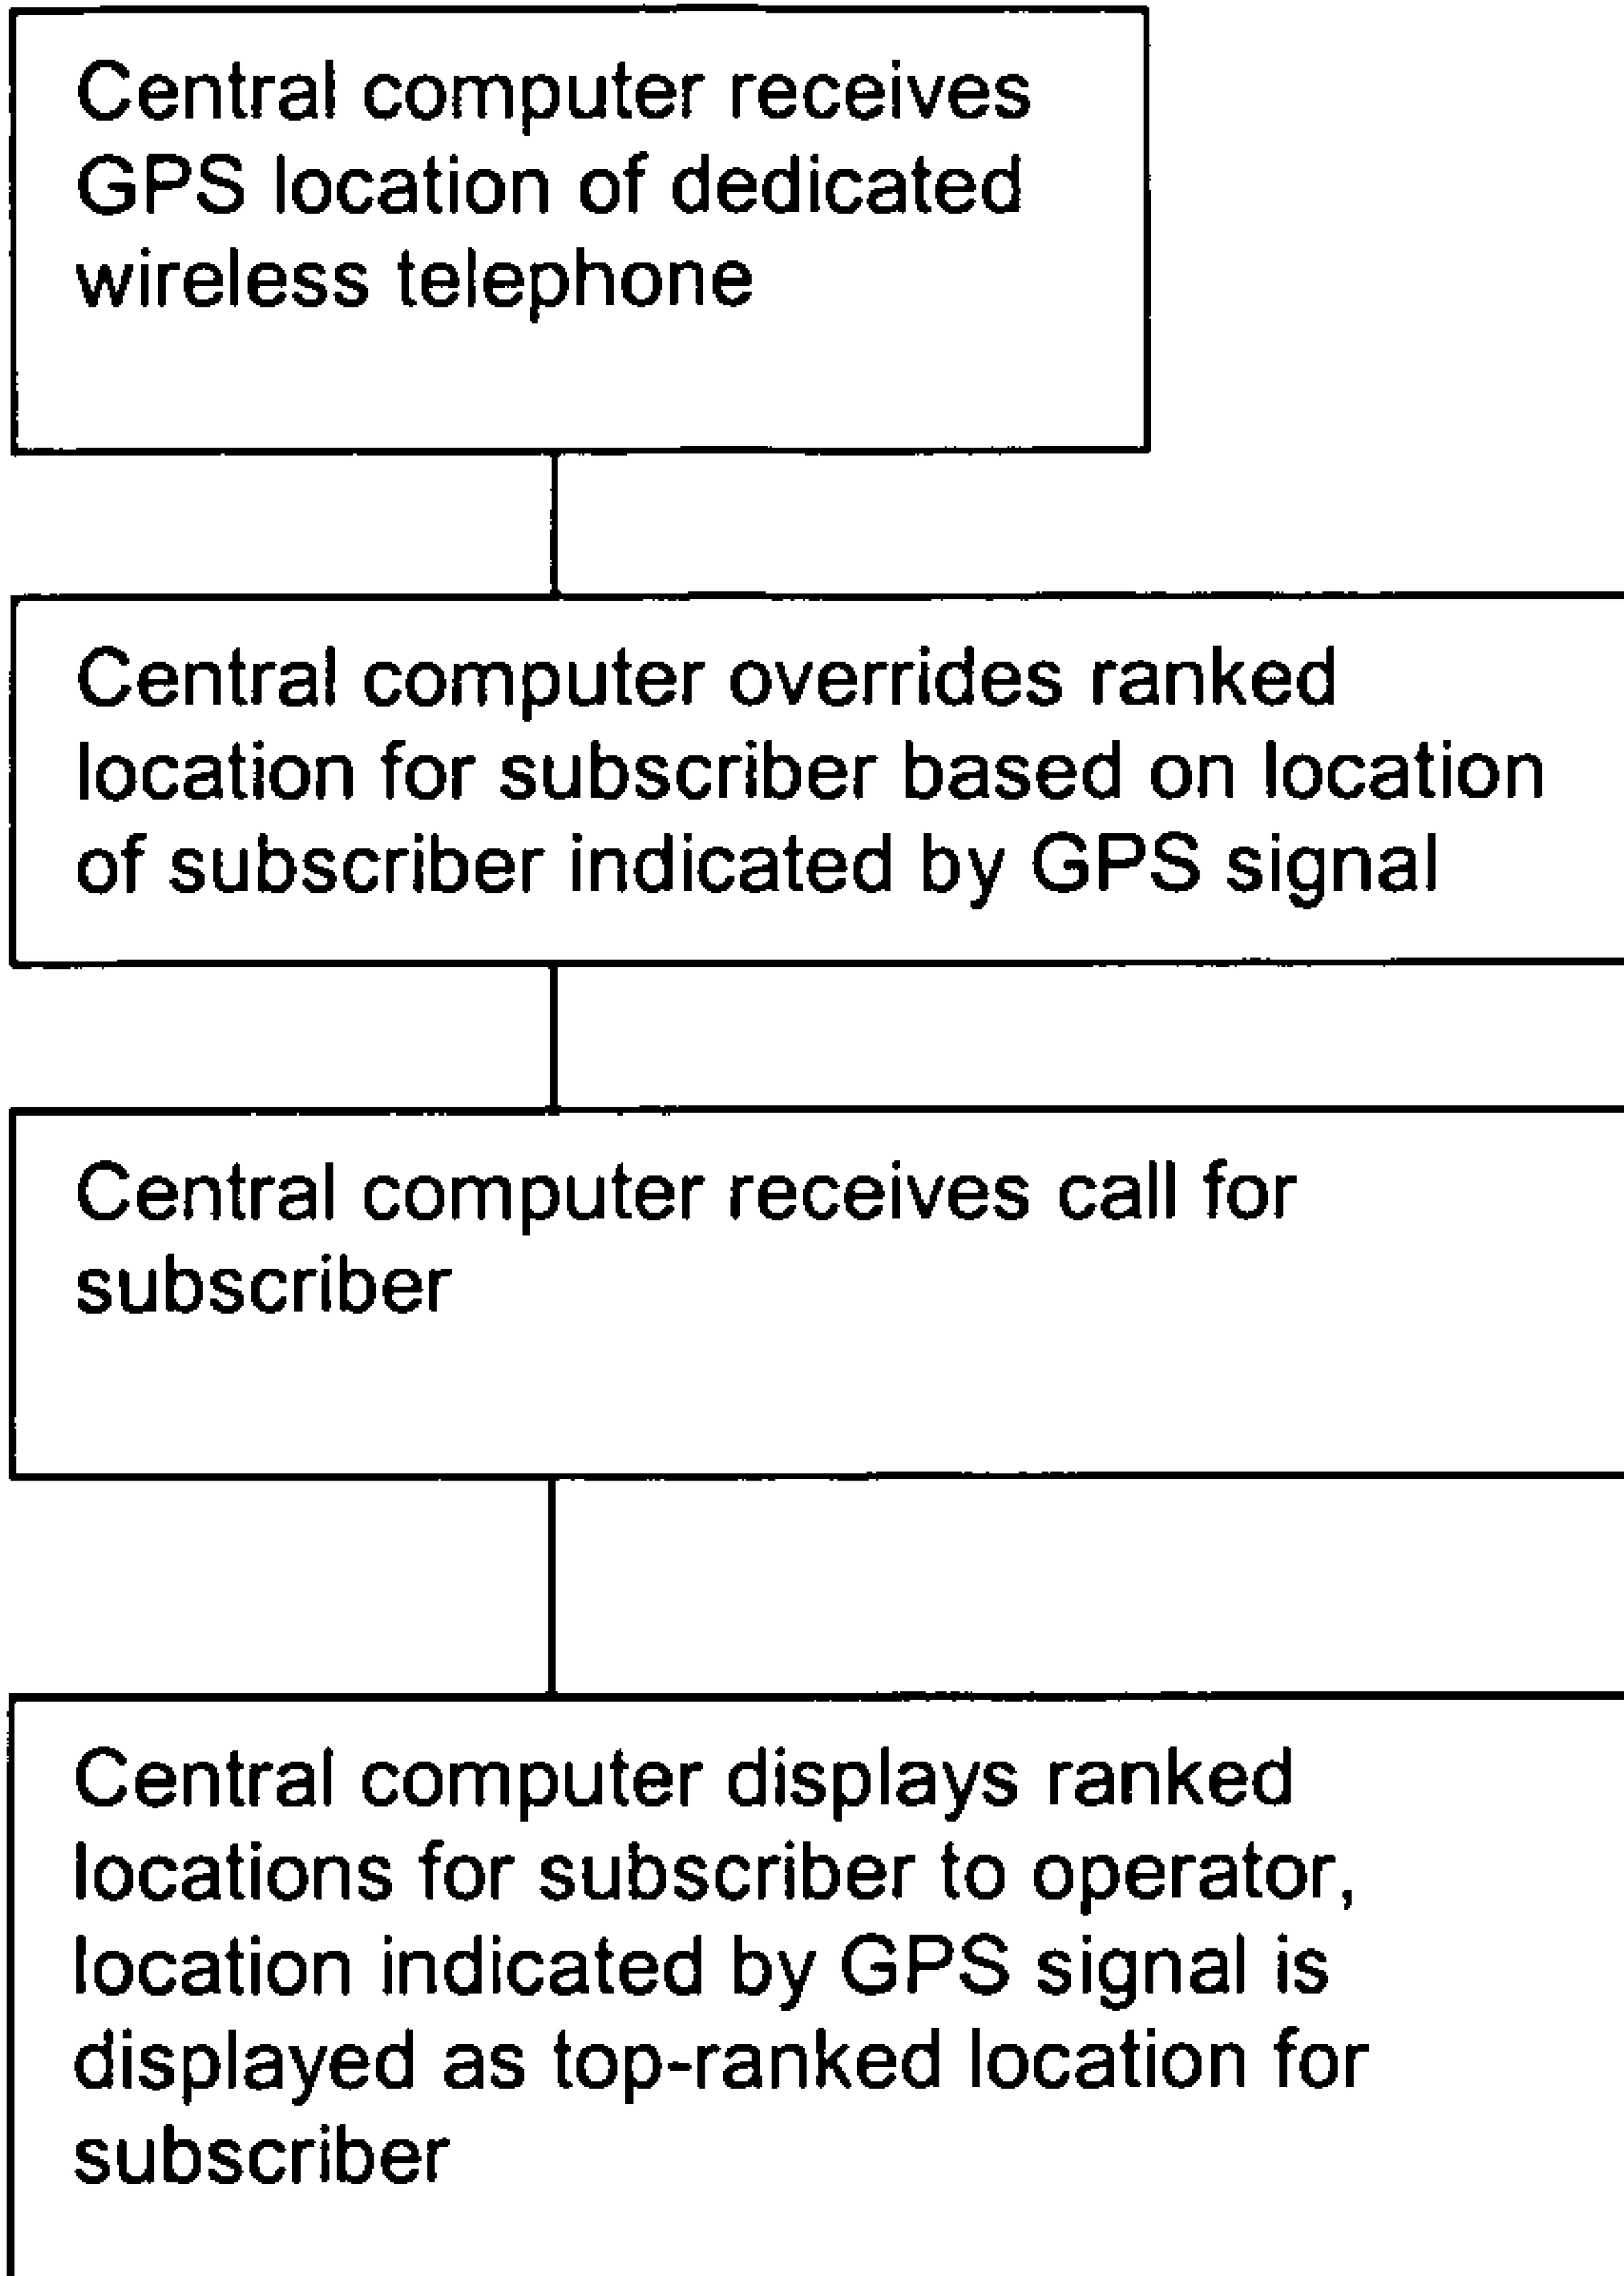 Central computer receives
GPS location of dedicated
wireless telephone
Central computer overrides ranked
location for subscriber based on location
of subscriber indicated by GPS signal
Central computer receives call for
subscriber
Central computer displays ranked
locations for subscriber to operator,
location indicated by GPS signal is
displayed as top-ranked location for
subscriber